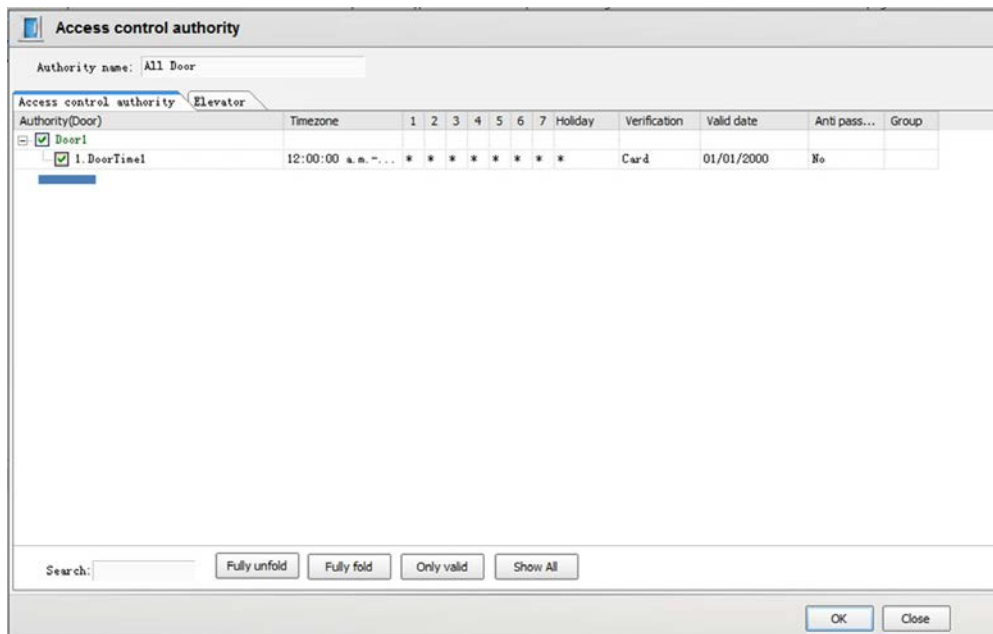 Access control authority
Authority name: All Door
Access control authority Elevator
Authority(Door) Timezone 1 2 3 4 5 6 7 Holiday Verification Valid date Anti pass... Group
Door1
1.DoorTime1 12:00:00 a.m.-... * * * * * * * * Card 01/01/2000 No
Search: Fully unfold Fully fold Only valid Show All
OK Close